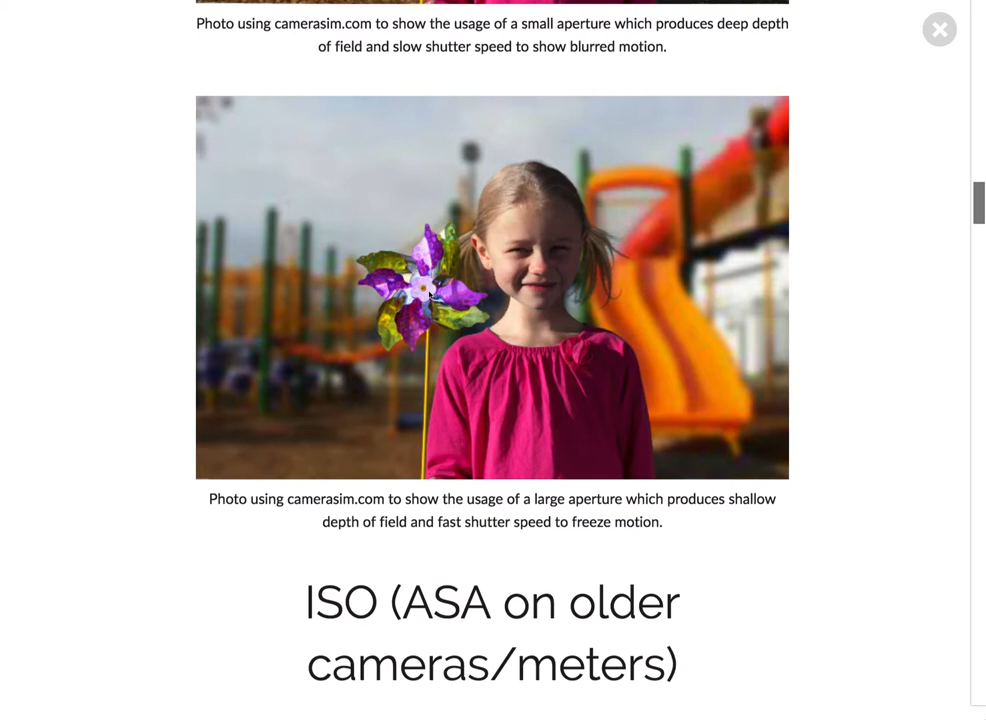 Photo using camerasim.com to show the usage of a small aperture which produces deep depth
of field and slow shutter speed to show blurred motion.
Photo using camerasim.com to show the usage of a large aperture which produces shallow
depth of field and fast shutter speed to freeze motion.
ISO (ASA on older
cameras/meters)